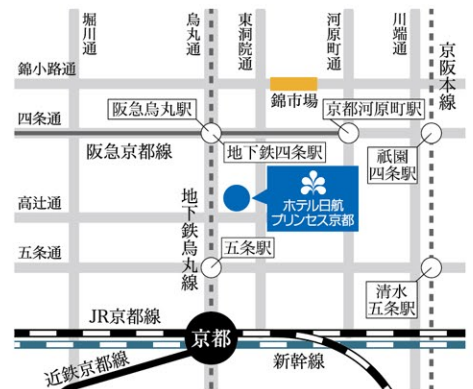 堀川通
烏丸通
東洞院通
河原町通
川端通
京阪本線
錦小路通
錦市場
四条通
阪急烏丸駅
京都河原町駅
阪急京都線
地下鉄四条駅
祇園
四条駅
ホテル日航
プリンセス京都
高辻通
地下鉄烏丸線
五条通
五条駅
清水
五条駅
JR京都線
京都
新幹線
近鉄京都線